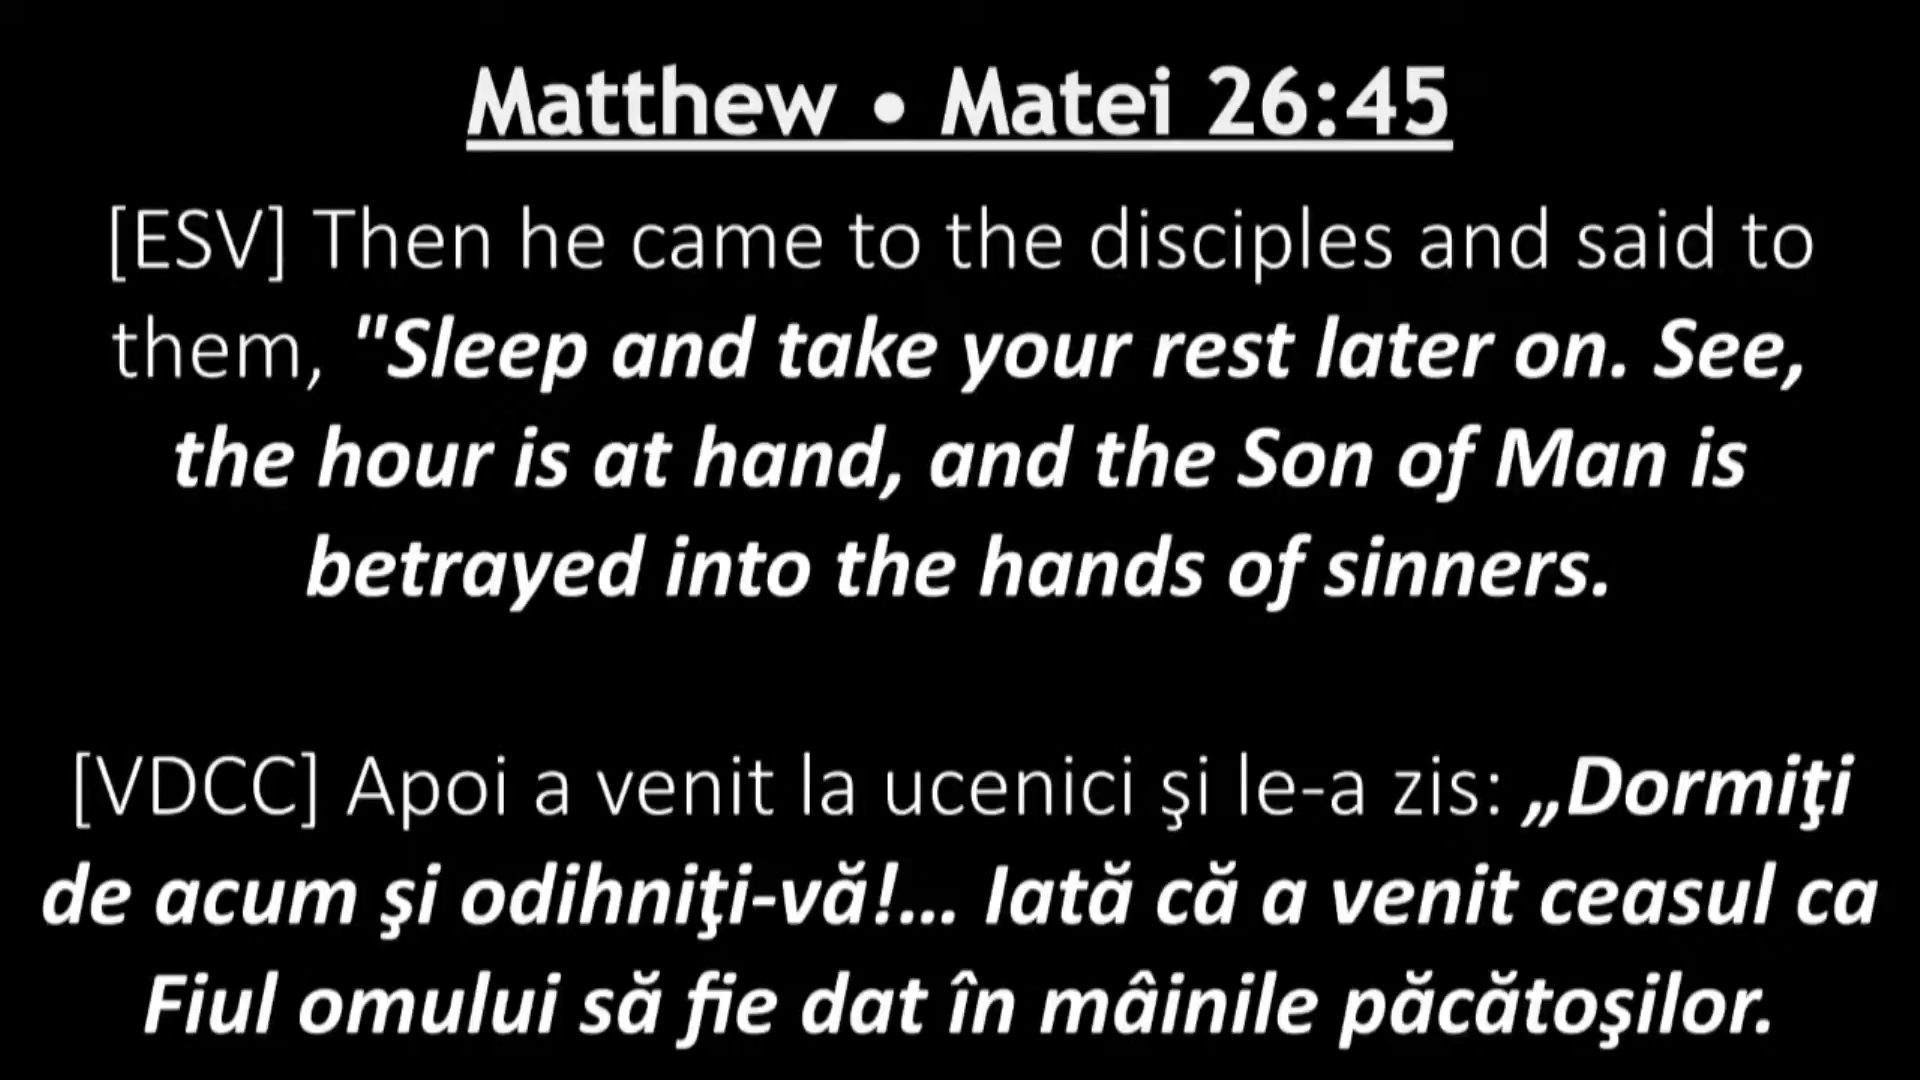 Matthew • Matei 26:45
[ESV] Then he came to the disciples and said to
them, "Sleep and take your rest later on. See,
the hour is at hand, and the Son of Man is
betrayed into the hands of sinners.
[VDCC] Apoi a venit la ucenici şi le-a zis: „Dormiţi
de acum şi odihniţi-vă!... Iată că a venit ceasul ca
Fiul omului să fie dat în mâinile păcătoşilor.